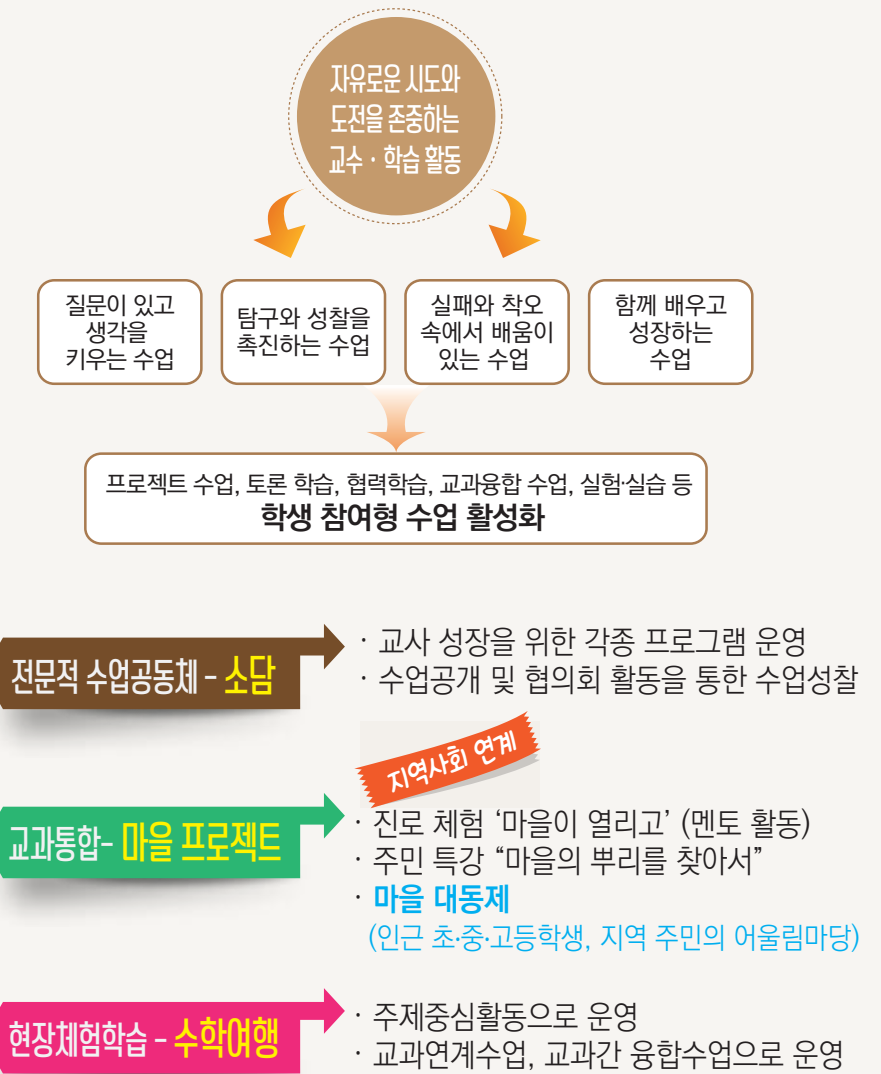 자유로운 시도와
도전을 존중하는
교수 · 학습 활동
질문이 있고
생각을
키우는 수업
탐구와 성찰을
촉진하는 수업
실패와 착오
속에서 배움이
있는 수업
함께 배우고
성장하는
수업
프로젝트 수업, 토론 학습, 협력학습, 교과융합 수업, 실험·실습 등
학생 참여형 수업 활성화
전문적 수업공동체 - 소담
· 교사 성장을 위한 각종 프로그램 운영
· 수업공개 및 협의회 활동을 통한 수업성찰
지역사회 연계
교과통합- 마을 프로젝트
· 진로 체험 ‘마을이 열리고’ (멘토 활동)
· 주민 특강 “마을의 뿌리를 찾아서”
· 마을 대동제
(인근 초·중·고등학생, 지역 주민의 어울림마당)
현장체험학습 - 수학여행
· 주제중심활동으로 운영
· 교과연계수업, 교과간 융합수업으로 운영